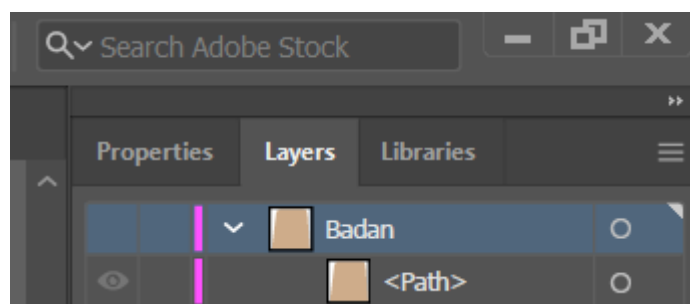 Search Adobe Stock
Properties Layers Libraries
Badan
<Path>